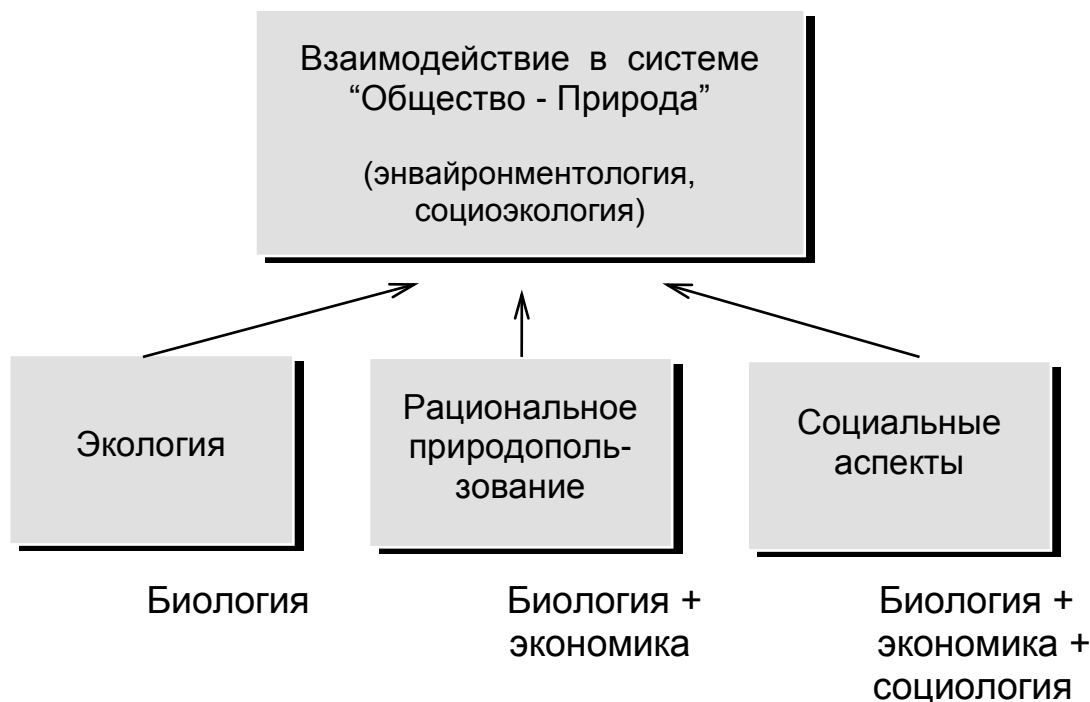 Взаимодействие в системе
“Общество - Природа”
(энвайронментология,
социоэкология)
Экология
Рациональное
природополь-
зование
Социальные
аспекты
Биология
Биология +
экономика
Биология +
экономика +
социология